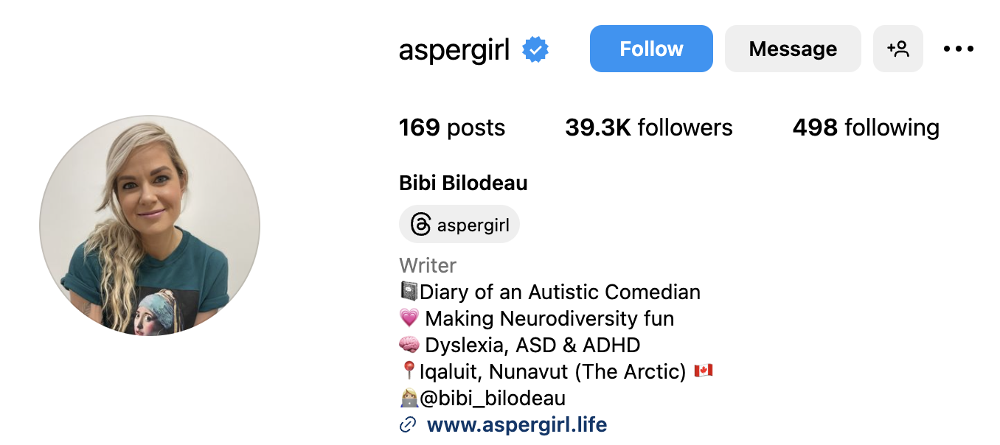 aspergirl Follow Message
169 posts 39.3K followers 498 following
Bibi Bilodeau
aspergirl
Writer
📓Diary of an Autistic Comedian
💗 Making Neurodiversity fun
🧠 Dyslexia, ASD & ADHD
📍Iqaluit, Nunavut (The Arctic) 🇨🇦
👩🏼‍💻@bibi_bilodeau
www.aspergirl.life